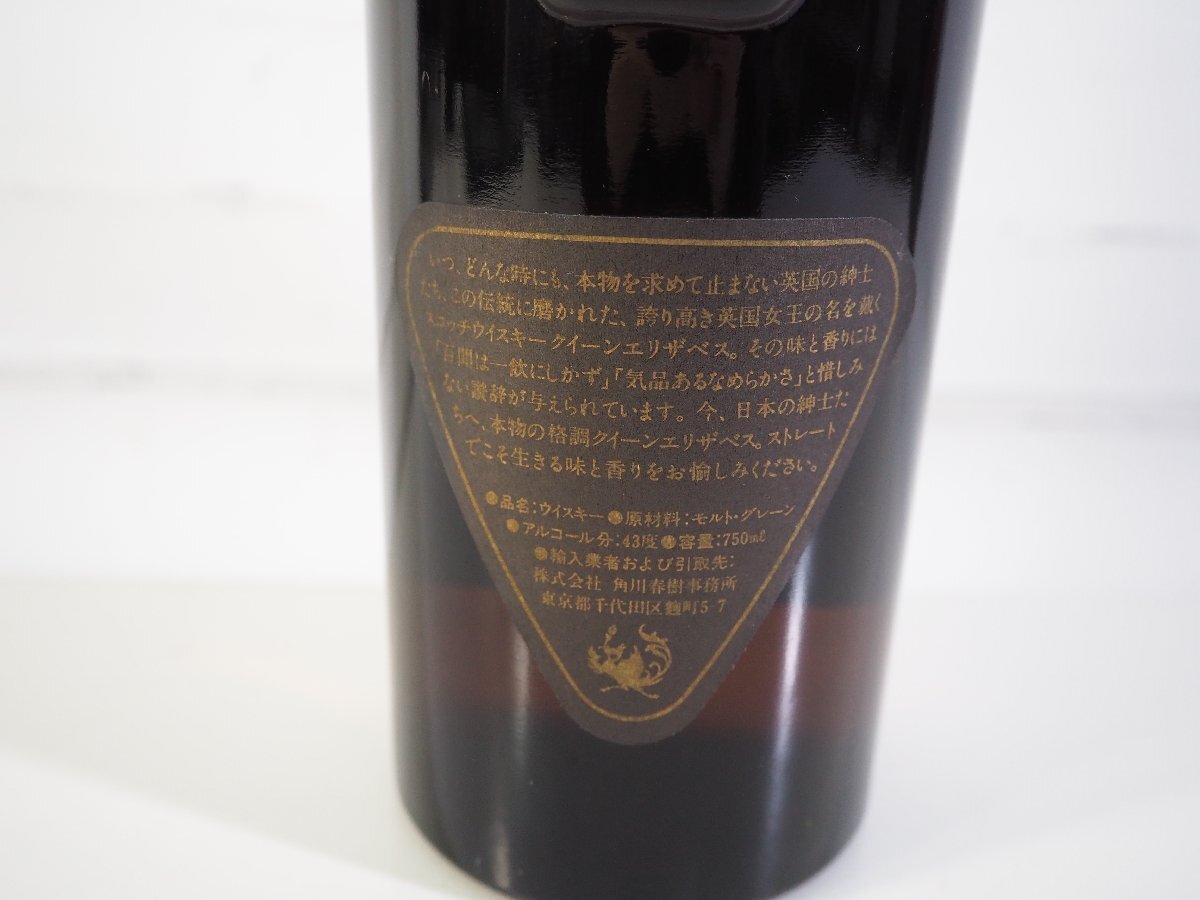 いつ、どんな時にも、本物を求めて止まない英国の紳士
たち、この伝統に磨かれた、誇り高き英国女王の名を戴く
スコッチウイスキークイーンエリザベス。その味と香りには
「百聞は一飲にしかず」「気品あるなめらかさ」と惜しみ
ない讃辞が与えられています。今、日本の紳士た
ちへ、本物の格調クイーンエリザベス。ストレート
でこそ生きる味と香りをお愉しみください。
●品名:ウイスキー●原材料:モルト・グレーン
●アルコール分:43度●容量:750ml
●輸入業者および引取先:
株式会社 角川春樹事務所
東京都千代田区麹町5-7